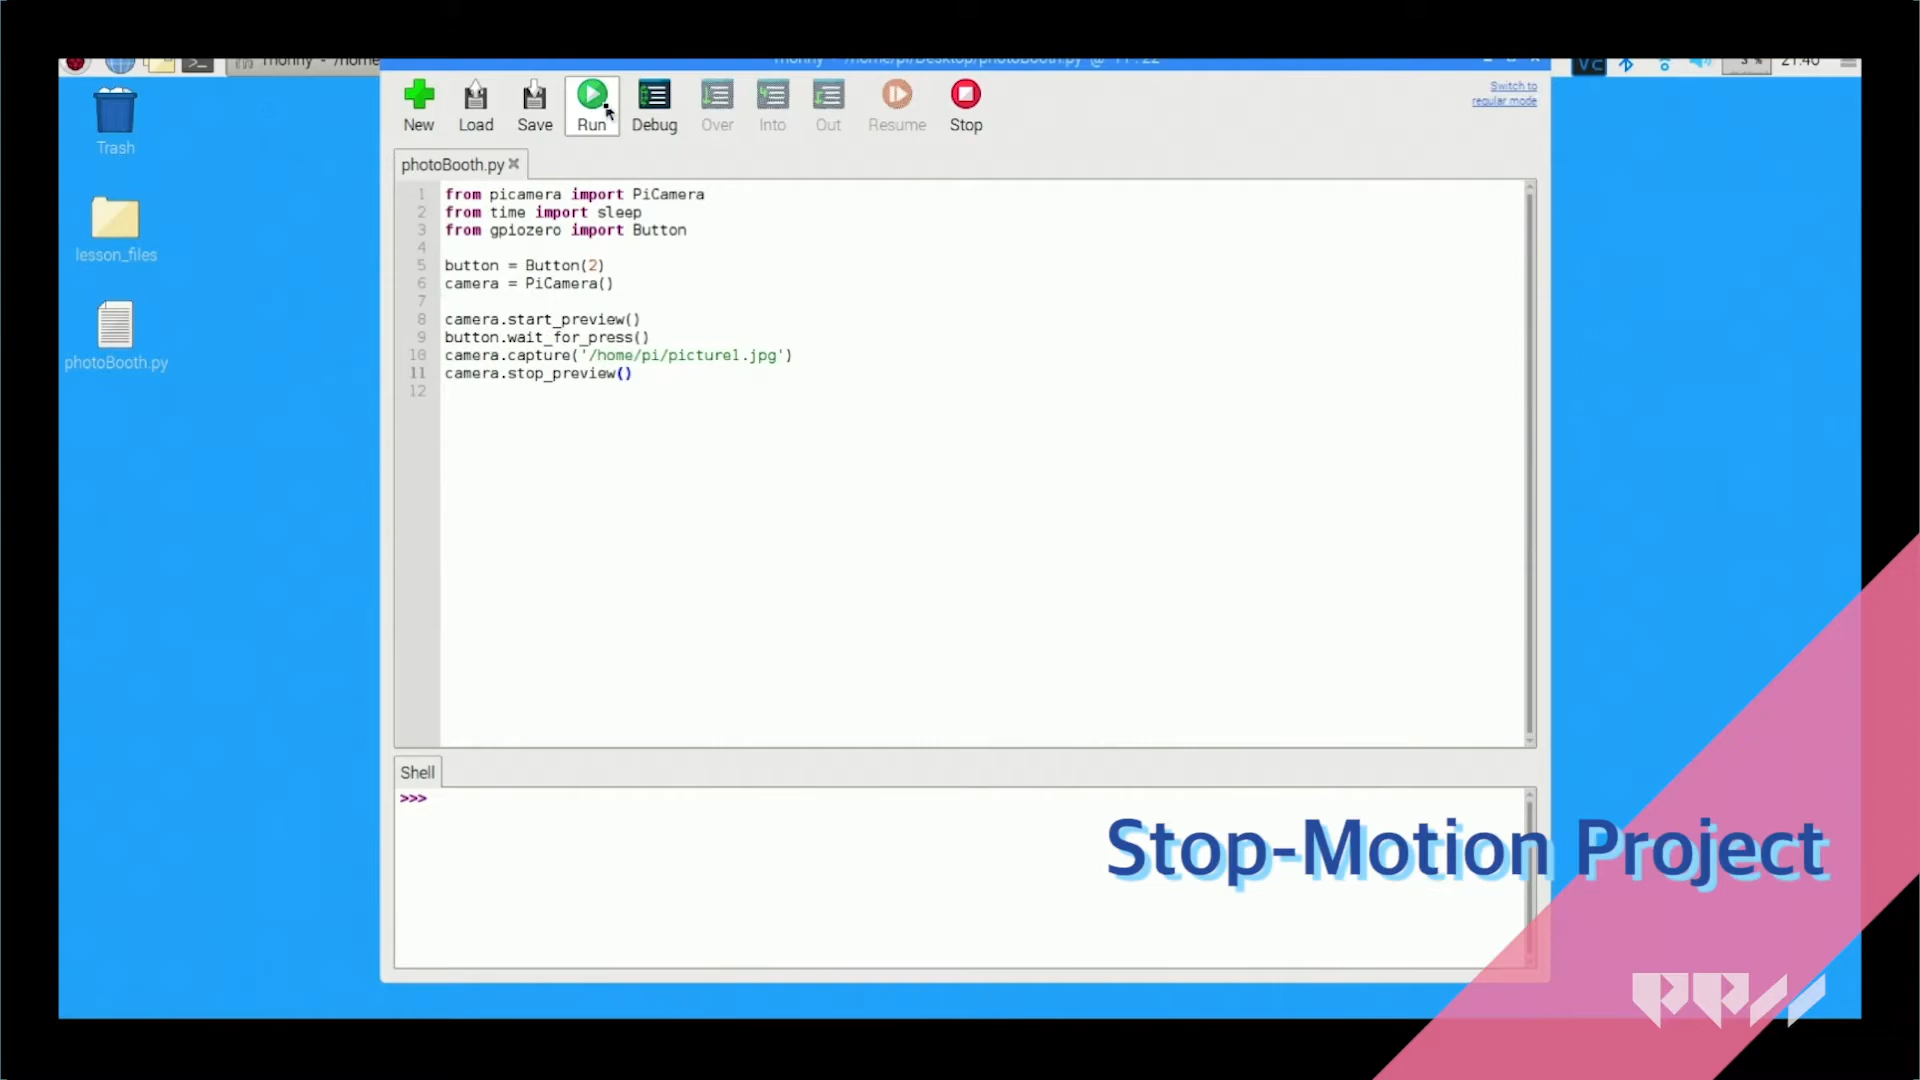 21:40
Switch to
regular mode
New Load Save Run Debug Over Into Out Resume Stop
Trash
photoBooth.py
1 from picamera import PiCamera
2 from time import sleep
3 from gpiozero import Button
4
5 button = Button(2)
6 camera = PiCamera()
7
8 camera.start_preview()
9 button.wait_for_press()
10 camera.capture('/home/pi/picture1.jpg')
11 camera.stop_preview()
12
lesson_files
photoBooth.py
Shell
>>>
Stop-Motion Project